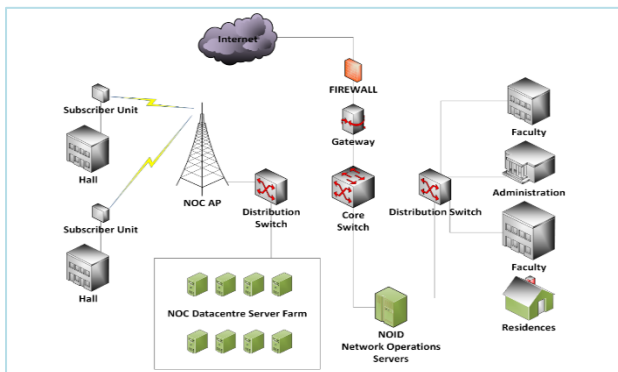 Internet
FIREWALL
Gateway
Subscriber Unit
Hall
NOC AP
Distribution
Switch
Core
Switch
Distribution Switch
Faculty
Administration
Subscriber Unit
Hall
Faculty
NOC Datacentre Server Farm
NOID
Network Operations
Servers
Residences